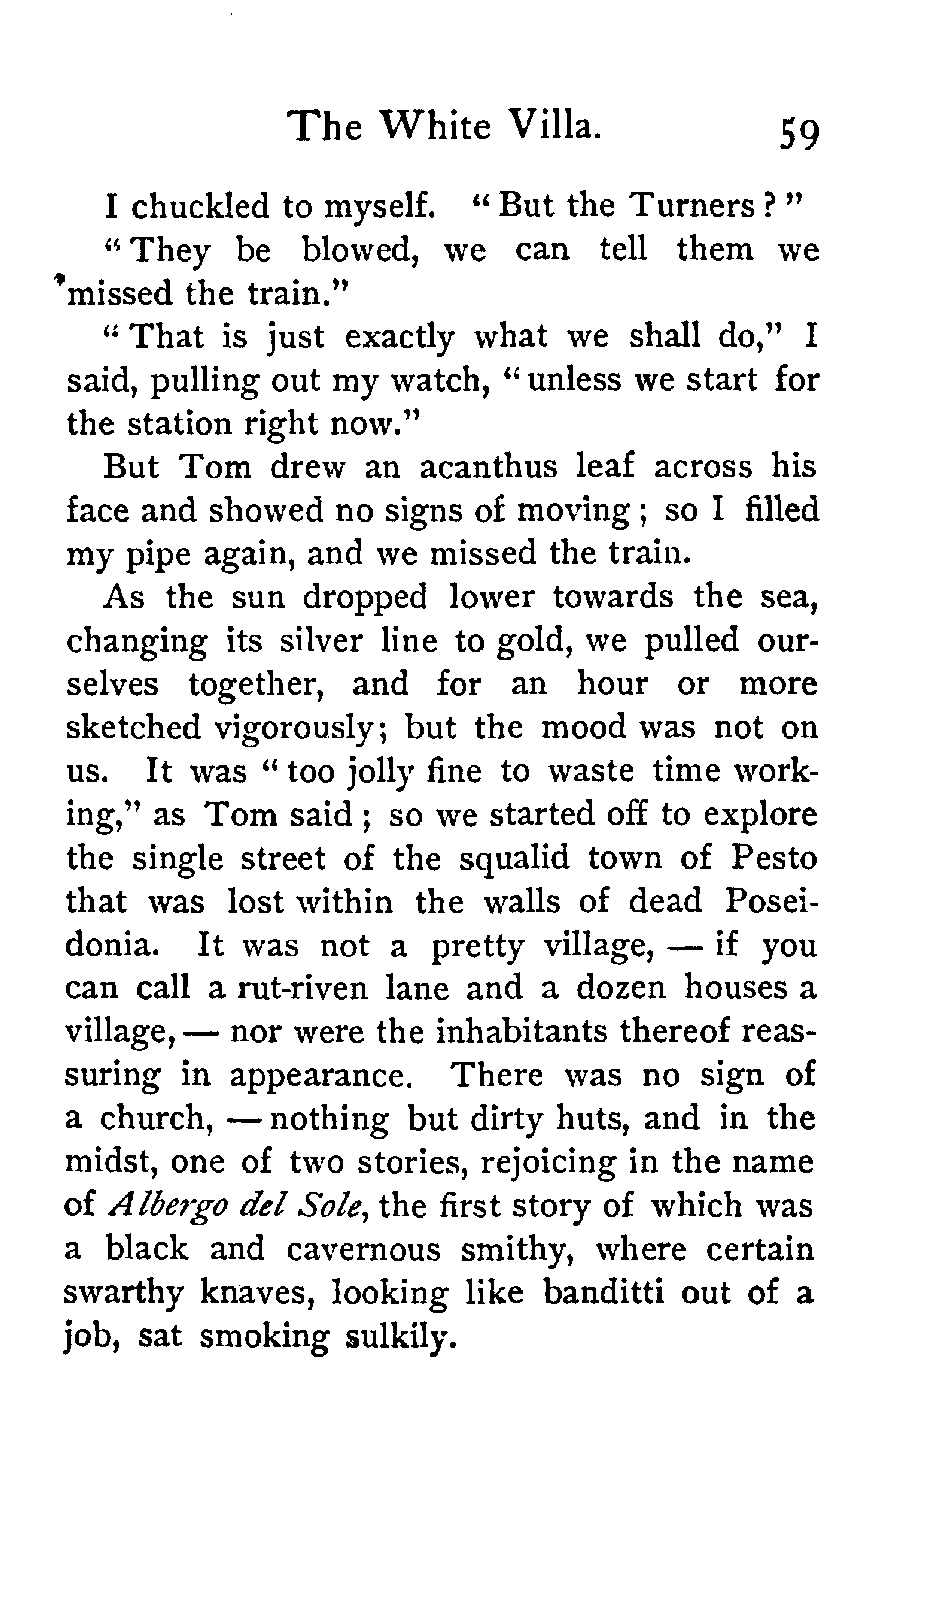 The White Villa. 59
I chuckled to myself. “But the Turners?”
“They be blowed, we can tell them we
missed the train.”
“That is just exactly what we shall do,” I
said, pulling out my watch, “unless we start for
the station right now.”
But Tom drew an acanthus leaf across his
face and showed no signs of moving; so I filled
my pipe again, and we missed the train.
As the sun dropped lower towards the sea,
changing its silver line to gold, we pulled our-
selves together, and for an hour or more
sketched vigorously; but the mood was not on
us. It was “too jolly fine to waste time work-
ing,” as Tom said; so we started off to explore
the single street of the squalid town of Pesto
that was lost within the walls of dead Posei-
donia. It was not a pretty village, — if you
can call a rut-riven lane and a dozen houses a
village, — nor were the inhabitants thereof reas-
suring in appearance. There was no sign of
a church, — nothing but dirty huts, and in the
midst, one of two stories, rejoicing in the name
of Albergo del Sole, the first story of which was
a black and cavernous smithy, where certain
swarthy knaves, looking like banditti out of a
job, sat smoking sulkily.